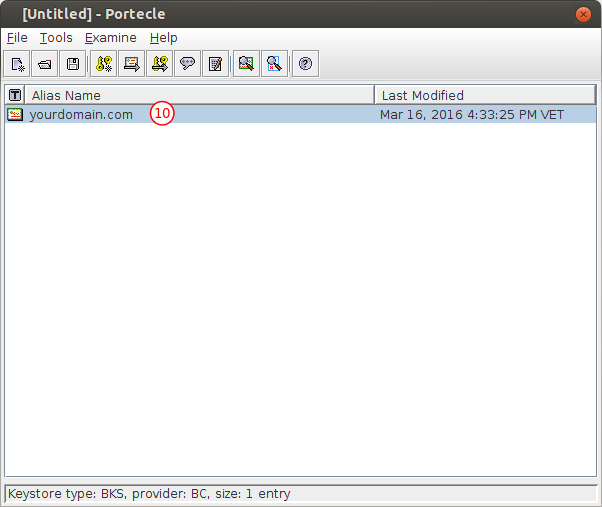 [Untitled] - Portecle
File Tools Examine Help
T Alias Name Last Modified
yourdomain.com 10 Mar 16, 2016 4:33:25 PM VET
Keystore type: BKS, provider: BC, size: 1 entry